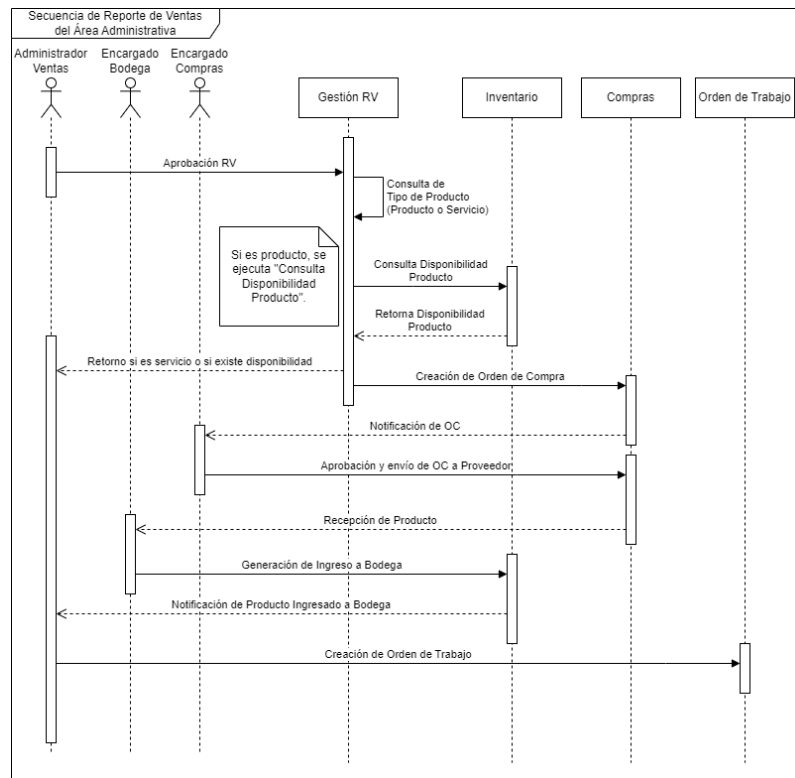 Secuencia de Reporte de Ventas
del Área Administrativa
Administrador
Ventas
Encargado
Bodega
Encargado
Compras
Gestión RV
Inventario
Compras
Orden de Trabajo
Aprobación RV
Consulta de
Tipo de Producto
(Producto o Servicio)
Si es producto, se
ejecuta "Consulta
Disponibilidad
Producto".
Consulta Disponibilidad
Producto
Retorna Disponibilidad
Producto
Retorno si es servicio o si existe disponibilidad
Creación de Orden de Compra
Notificación de OC
Aprobación y envío de OC a Proveedor
Recepción de Producto
Generación de Ingreso a Bodega
Notificación de Producto Ingresado a Bodega
Creación de Orden de Trabajo